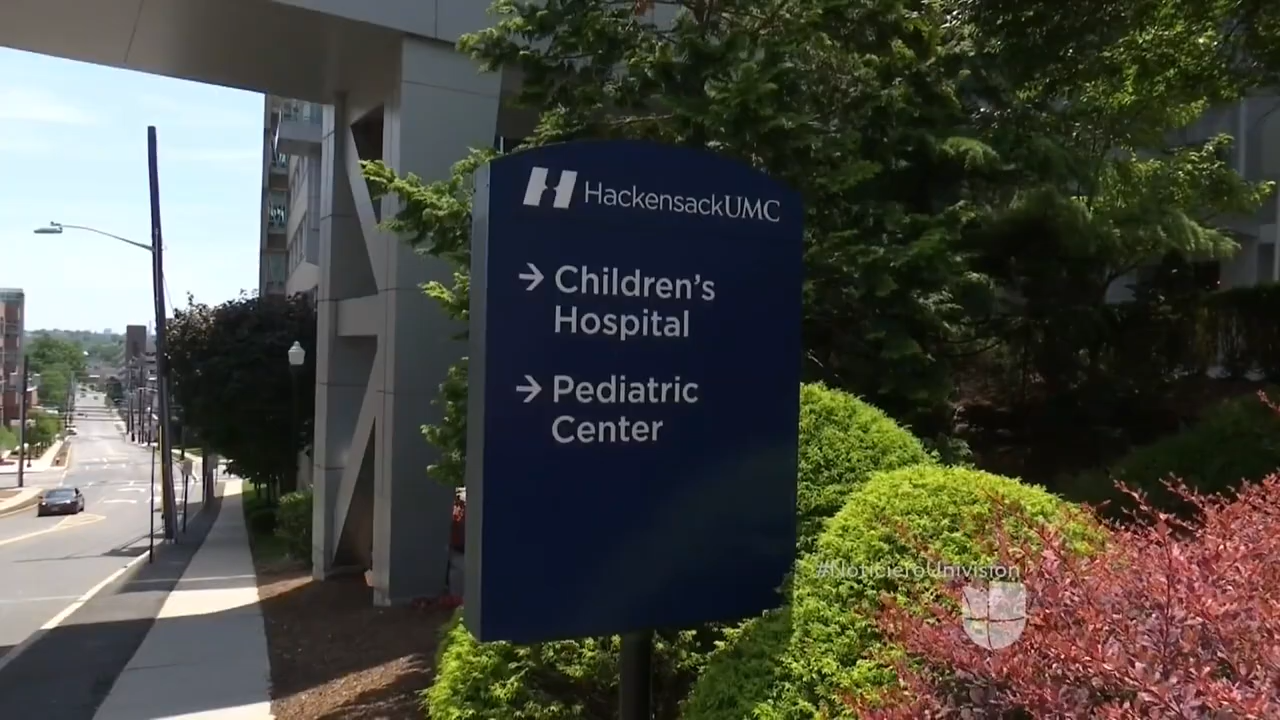 HackensackUMC
→ Children's
Hospital
→ Pediatric
Center
#NoticieroUnivision